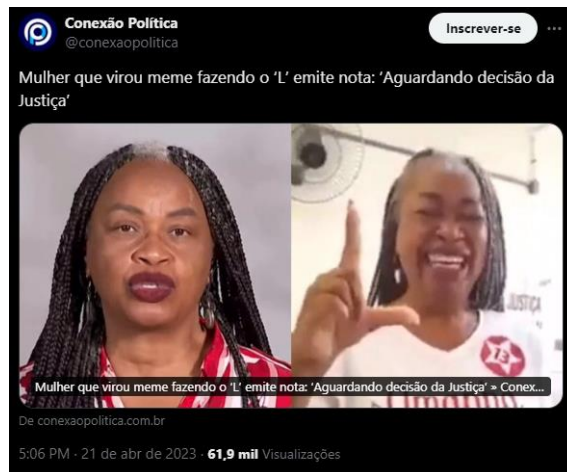 Conexão Política
@conexaopolitica
Inscrever-se
Mulher que virou meme fazendo o ‘L’ emite nota: ‘Aguardando decisão da
Justiça’
JUSTIÇA
13
Mulher que virou meme fazendo o ‘L’ emite nota: ‘Aguardando decisão da Justiça’ » Conex...
De conexaopolitica.com.br
5:06 PM · 21 de abr de 2023 · 61,9 mil Visualizações